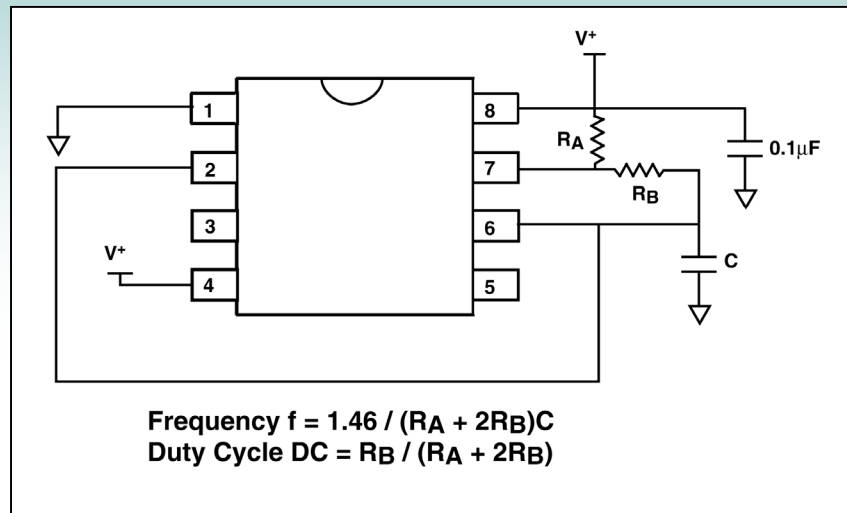 V⁺
1
8
0.1µF
RA
2
7
RB
3
6
V⁺
C
4
5
Frequency f = 1.46 / (RA + 2RB)C
Duty Cycle DC = RB / (RA + 2RB)